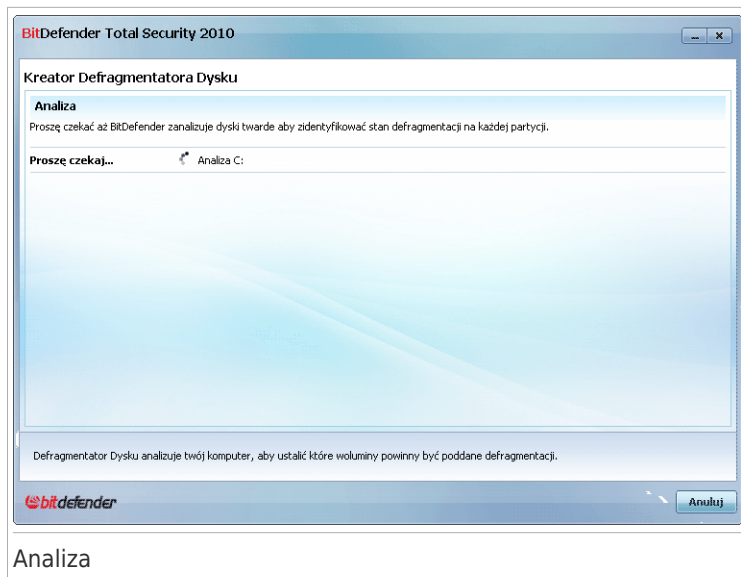 BitDefender Total Security 2010
Kreator Defragmentatora Dysku
Analiza
Proszę czekać aż BitDefender zanalizuje dyski twarde aby zidentyfikować stan defragmentacji na każdej partycji.
Proszę czekaj... Analiza C:
Defragmentator Dysku analizuje twój komputer, aby ustalić które woluminy powinny być poddane defragmentacji.
bitdefender
Anuluj
Analiza